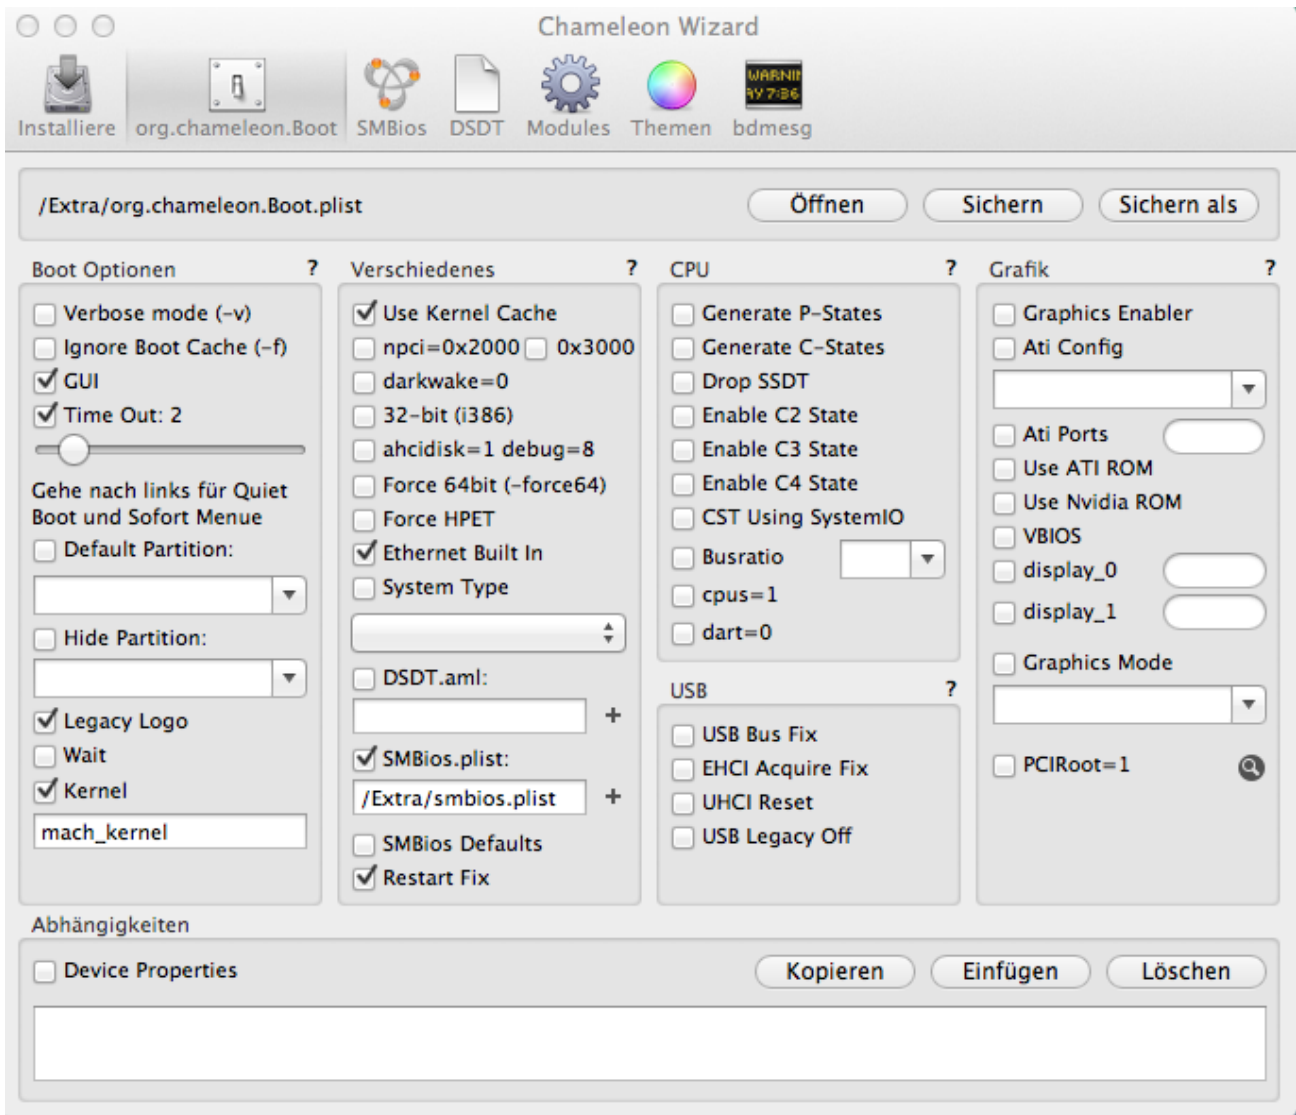 Chameleon Wizard
WARNIN
AY 7:36
Installiere org.chameleon.Boot SMBios DSDT Modules Themen bdmesg
/Extra/org.chameleon.Boot.plist Öffnen Sichern Sichern als
Boot Optionen ?
Verbose mode (-v)
Ignore Boot Cache (-f)
GUI
Time Out: 2
Gehe nach links für Quiet
Boot und Sofort Menue
Default Partition:
Hide Partition:
Legacy Logo
Wait
Kernel
mach_kernel
Verschiedenes ?
Use Kernel Cache
npci=0x2000 0x3000
darkwake=0
32-bit (i386)
ahcidisk=1 debug=8
Force 64bit (-force64)
Force HPET
Ethernet Built In
System Type
DSDT.aml:
+
SMBios.plist:
/Extra/smbios.plist +
SMBios Defaults
Restart Fix
CPU ?
Generate P-States
Generate C-States
Drop SSDT
Enable C2 State
Enable C3 State
Enable C4 State
CST Using SystemIO
Busratio
cpus=1
dart=0
USB ?
USB Bus Fix
EHCI Acquire Fix
UHCI Reset
USB Legacy Off
Grafik ?
Graphics Enabler
Ati Config
Ati Ports
Use ATI ROM
Use Nvidia ROM
VBIOS
display_0
display_1
Graphics Mode
PCIRoot=1
Abhängigkeiten
Device Properties Kopieren Einfügen Löschen